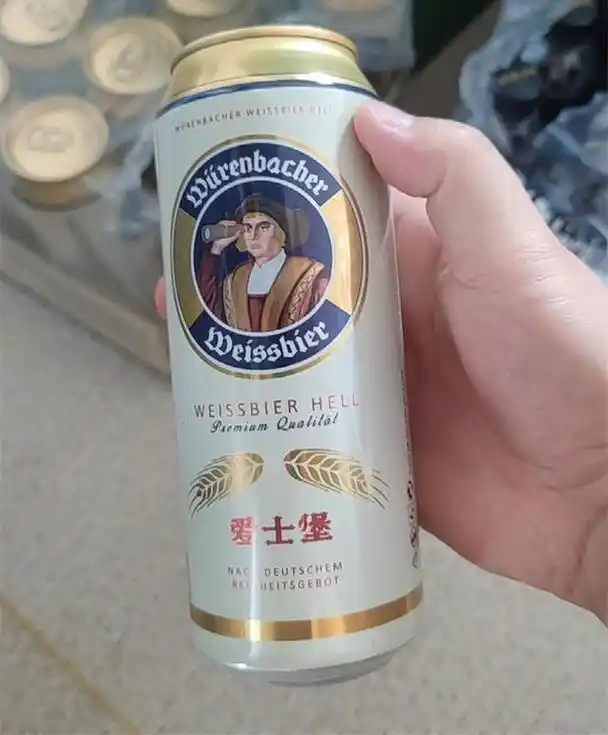 WÜRENBACHER WEISSBIER HELL
Würenbacher
Weissbier
WEISSBIER HELL
Premium Qualität
爱士堡
NACH DEUTSCHEM
REINHEITSGEBOT